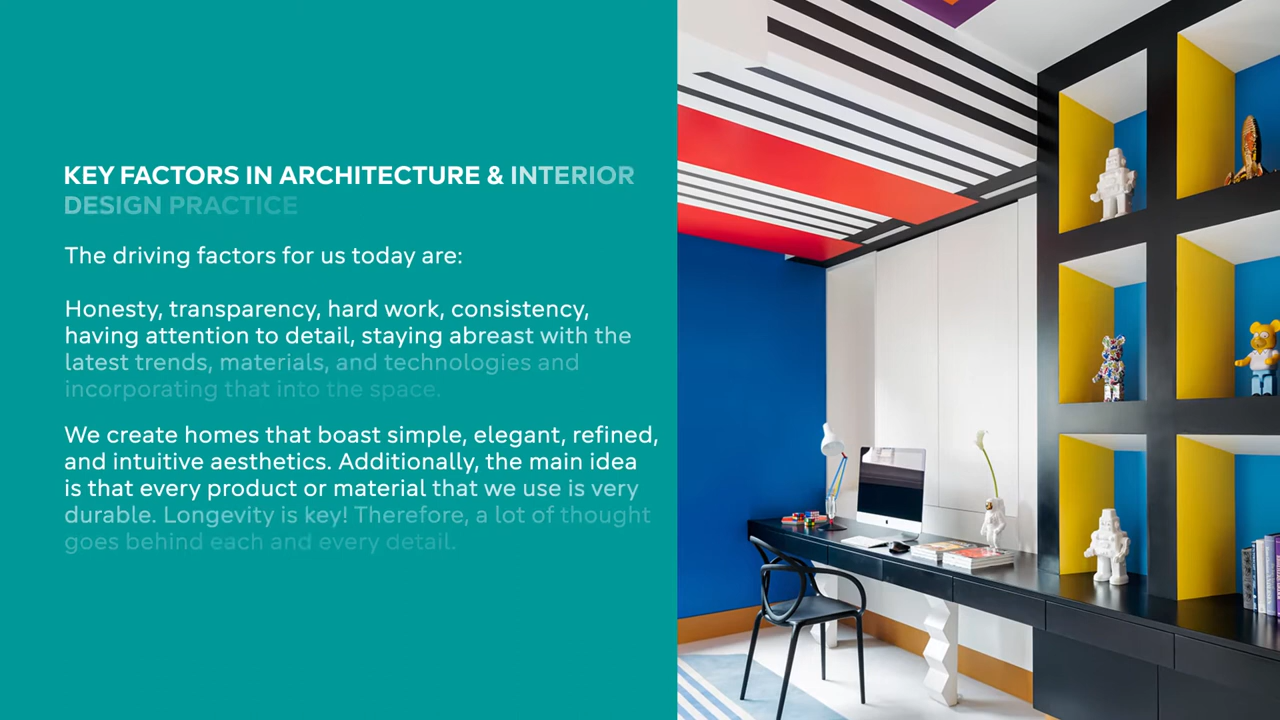 KEY FACTORS IN ARCHITECTURE & INTERIOR
DESIGN PRACTICE
The driving factors for us today are:
Honesty, transparency, hard work, consistency,
having attention to detail, staying abreast with the
latest trends, materials, and technologies and
incorporating that into the space.
We create homes that boast simple, elegant, refined,
and intuitive aesthetics. Additionally, the main idea
is that every product or material that we use is very
durable. Longevity is key! Therefore, a lot of thought
goes behind each and every detail.